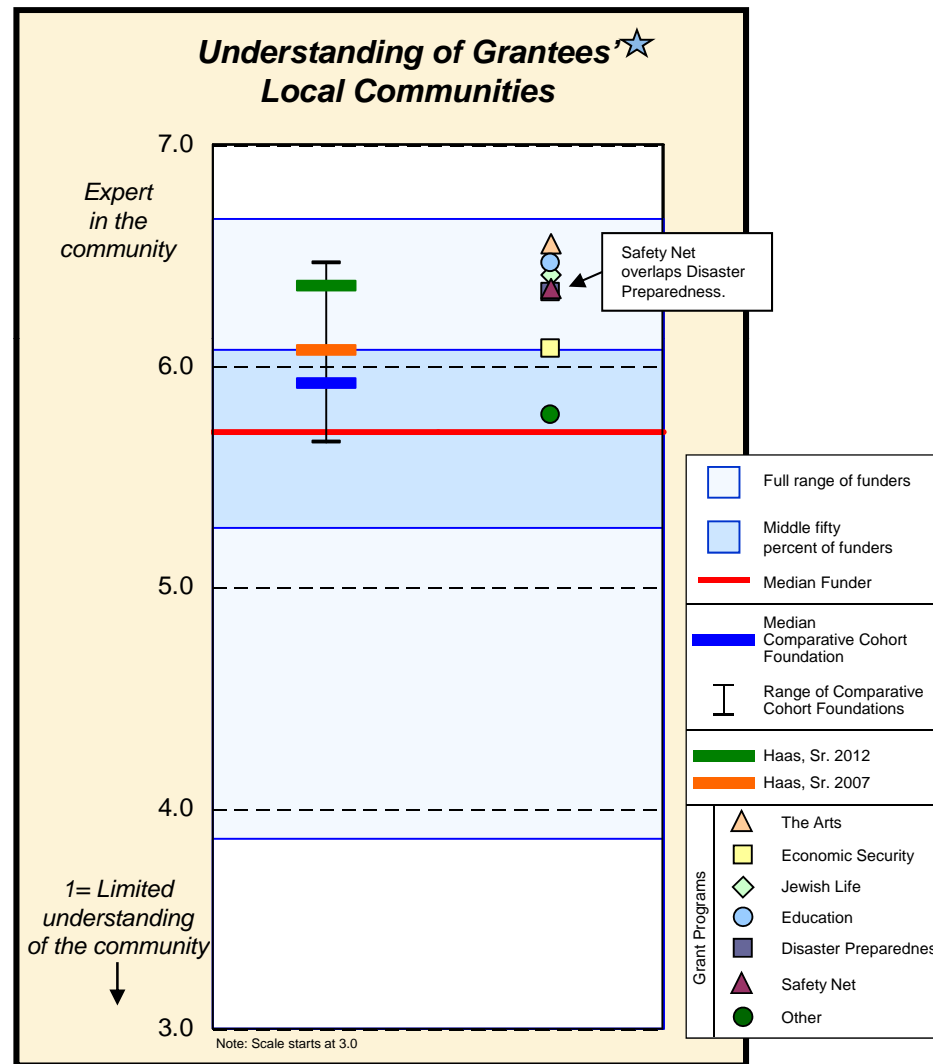 Understanding of Grantees'
Local Communities
7.0
Expert
in the
community
Safety Net
overlaps Disaster
Preparedness.
6.0
5.0
4.0
1= Limited
understanding
of the community
3.0
Note: Scale starts at 3.0
Full range of funders
Middle fifty
percent of funders
Median Funder
Median
Comparative Cohort
Foundation
Range of Comparative
Cohort Foundations
Haas, Sr. 2012
Haas, Sr. 2007
Grant Programs
The Arts
Economic Security
Jewish Life
Education
Disaster Preparednes
Safety Net
Other